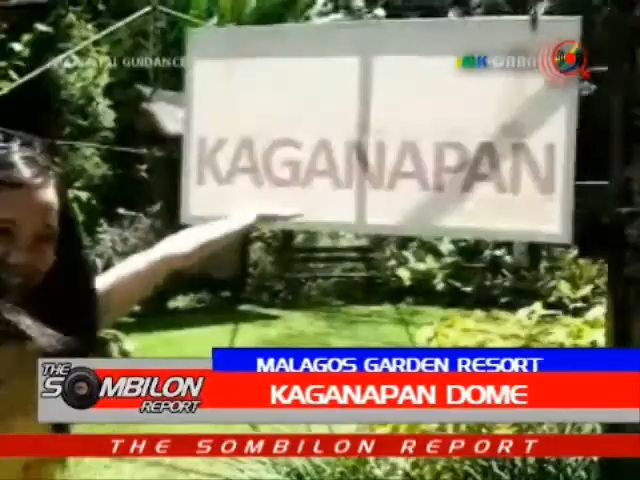 KAGANAPAN
MALAGOS GARDEN RESORT
THE
SOMBILON
REPORT
KAGANAPAN DOME
THE SOMBILON REPORT